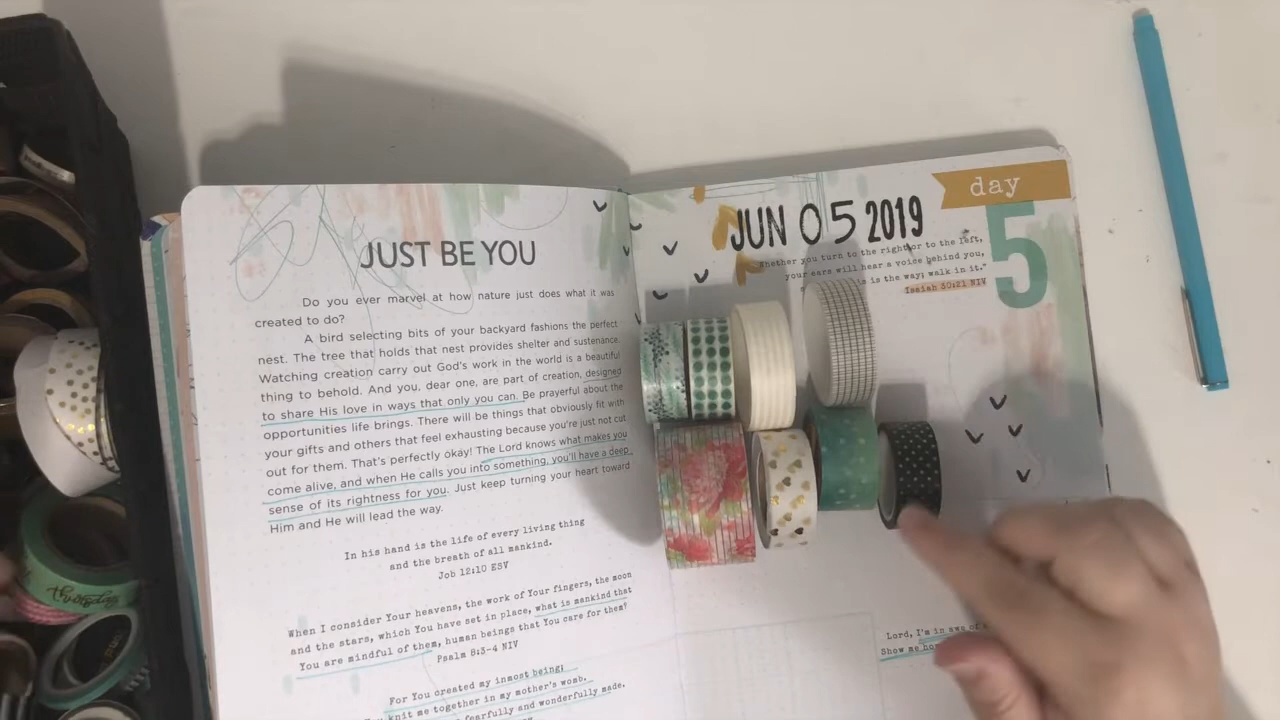 JUST BE YOU
Do you ever marvel at how nature just does what it was
created to do?
A bird selecting bits of your backyard fashions the perfect
nest. The tree that holds that nest provides shelter and sustenance.
Watching creation carry out God's work in the world is a beautiful
thing to behold. And you, dear one, are part of creation, designed
to share His love in ways that only you can. Be prayerful about the
opportunities life brings. There will be things that obviously fit with
your gifts and others that feel exhausting because you're just not cut
out for them. That's perfectly okay! The Lord knows what makes you
come alive, and when He calls you into something, you'll have a deep
sense of its rightness for you. Just keep turning your heart toward
Him and He will lead the way.
In his hand is the life of every living thing
and the breath of all mankind.
Job 12:10 ESV
When I consider Your heavens, the work of Your fingers, the moon
and the stars, which You have set in place, what is mankind that
You are mindful of them, human beings that You care for them?
Psalm 8:3-4 NIV
For You created my inmost being;
knit me together in my mother's womb.
fearfully and wonderfully made.
day
5
JUN 05 2019
Whether you turn to the right or to the left,
your ears will hear a voice behind you,
is the way; walk in it."
Isaiah 30:21 NIV
Lord, I'm in awe of
Show me
thursday